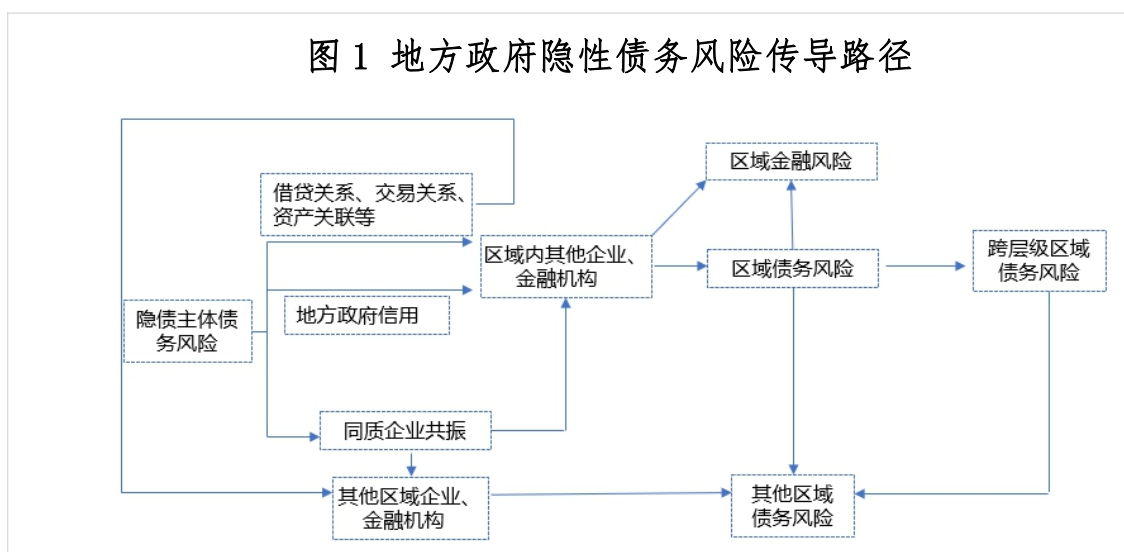 图 1 地方政府隐性债务风险传导路径
区域金融风险
借贷关系、交易关系、
资产关联等
区域内其他企业、
金融机构
区域债务风险
跨层级区域
债务风险
地方政府信用
隐债主体债
务风险
同质企业共振
其他区域企业、
金融机构
其他区域
债务风险